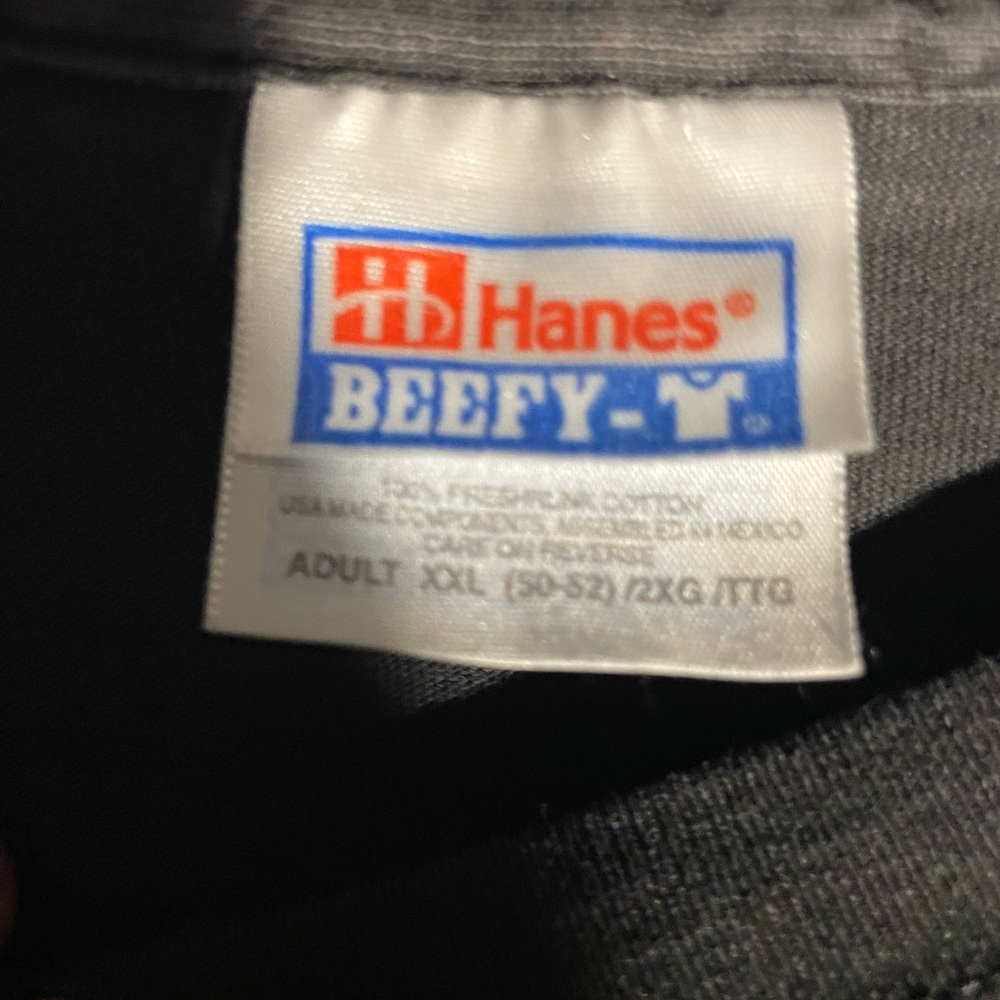 Hanes®
BEEFY-
100% PRESHRUNK COTTON
USA MADE COMPONENTS, ASSEMBLED IN MEXICO
CARE ON REVERSE
ADULT XXL (50-52) /2XG /TTG